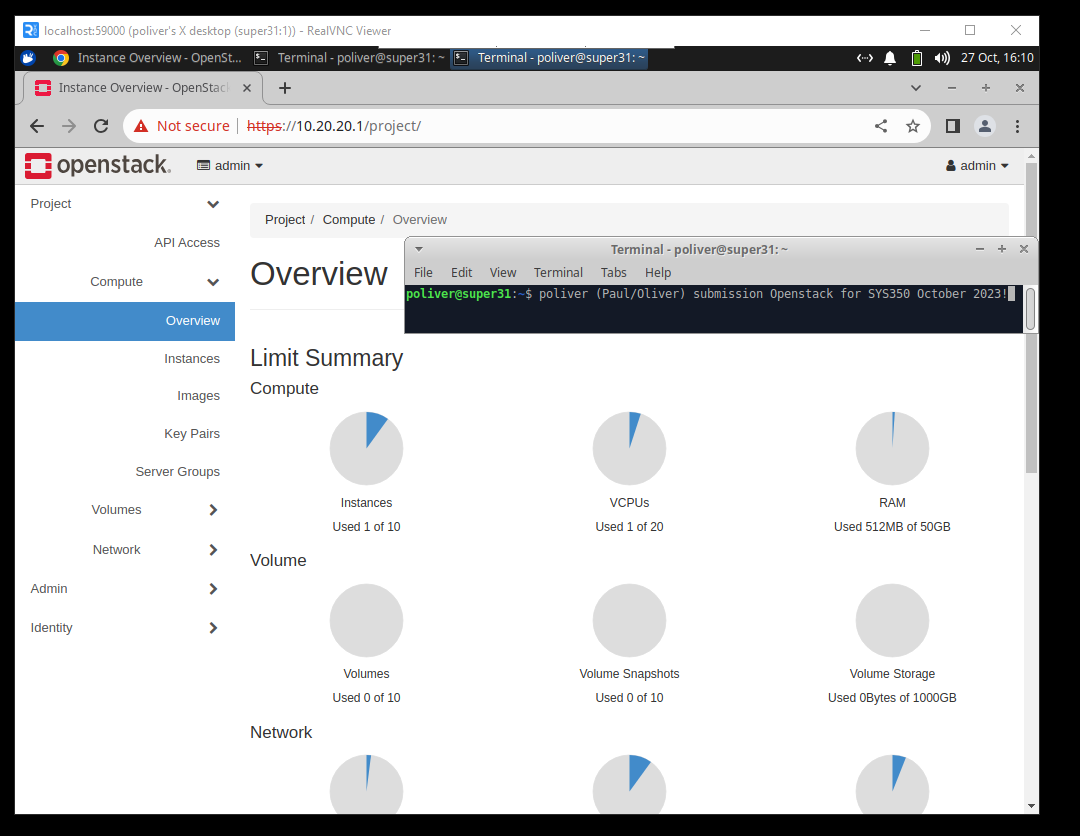 localhost:59000 (poliver's X desktop (super31:1)) - RealVNC Viewer
Instance Overview - OpenSt... Terminal - poliver@super31: ~ Terminal - poliver@super31: ~ 27 Oct, 16:10
Instance Overview - OpenStac
Not secure https://10.20.20.1/project/
openstack. admin admin
Project
API Access
Compute
Overview
Instances
Images
Key Pairs
Server Groups
Volumes
Network
Admin
Identity
Project / Compute / Overview
Overview
Terminal - poliver@super31: ~
File Edit View Terminal Tabs Help
poliver@super31:~$ poliver (Paul/Oliver) submission Openstack for SYS350 October 2023!
Limit Summary
Compute
Instances VCPUs RAM
Used 1 of 10 Used 1 of 20 Used 512MB of 50GB
Volume
Volumes Volume Snapshots Volume Storage
Used 0 of 10 Used 0 of 10 Used 0Bytes of 1000GB
Network